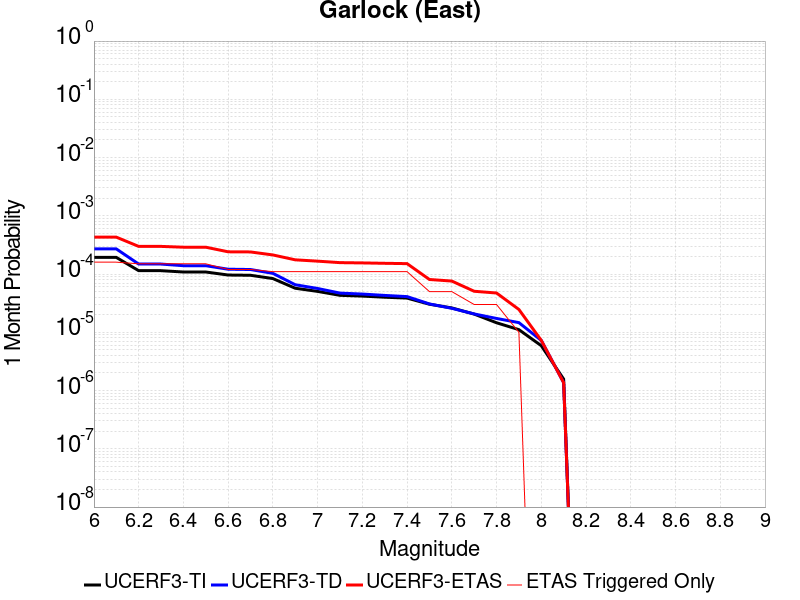 Garlock (East)
1 Month Probability
10^0
10^-1
10^-2
10^-3
10^-4
10^-5
10^-6
10^-7
10^-8
6 6.2 6.4 6.6 6.8 7 7.2 7.4 7.6 7.8 8 8.2 8.4 8.6 8.8 9
Magnitude
UCERF3-TI UCERF3-TD UCERF3-ETAS ETAS Triggered Only